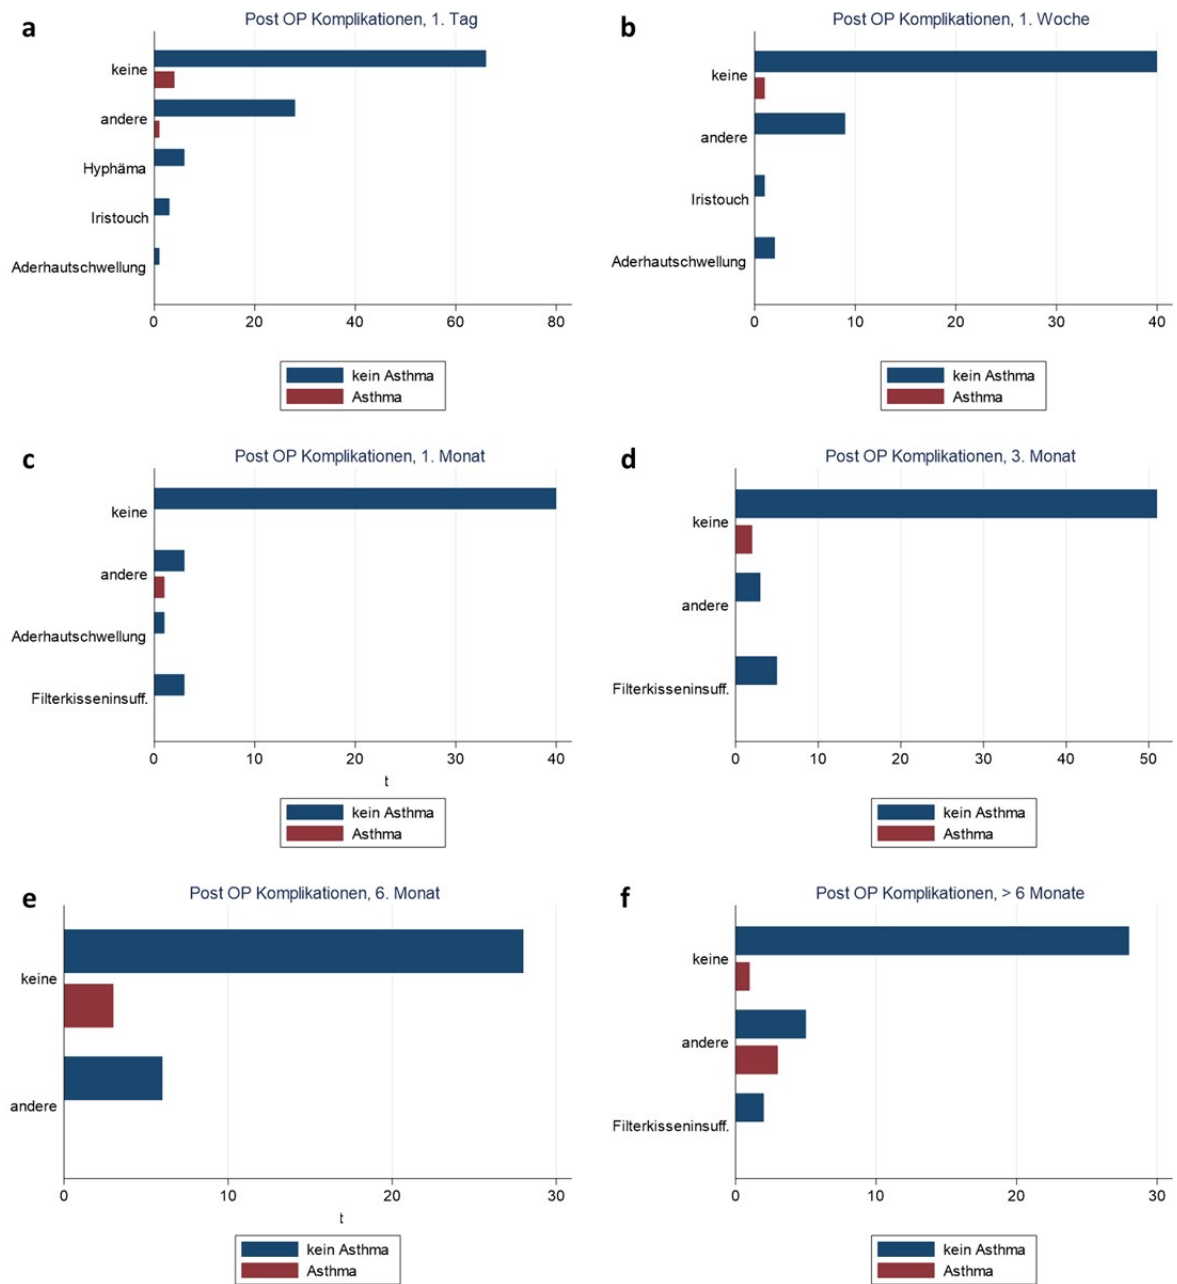 a
Post OP Komplikationen, 1. Tag
keine
andere
Hyphäma
Iristouch
Aderhautschwellung
0 20 40 60 80
kein Asthma
Asthma
b
Post OP Komplikationen, 1. Woche
keine
andere
Iristouch
Aderhautschwellung
0 10 20 30 40
kein Asthma
Asthma
c
Post OP Komplikationen, 1. Monat
keine
andere
Aderhautschwellung
Filterkisseninsuff.
0 10 20 30 40
t
kein Asthma
Asthma
d
Post OP Komplikationen, 3. Monat
keine
andere
Filterkisseninsuff.
0 10 20 30 40 50
kein Asthma
Asthma
e
Post OP Komplikationen, 6. Monat
keine
andere
0 10 20 30
t
kein Asthma
Asthma
f
Post OP Komplikationen, > 6 Monate
keine
andere
Filterkisseninsuff.
0 10 20 30
kein Asthma
Asthma